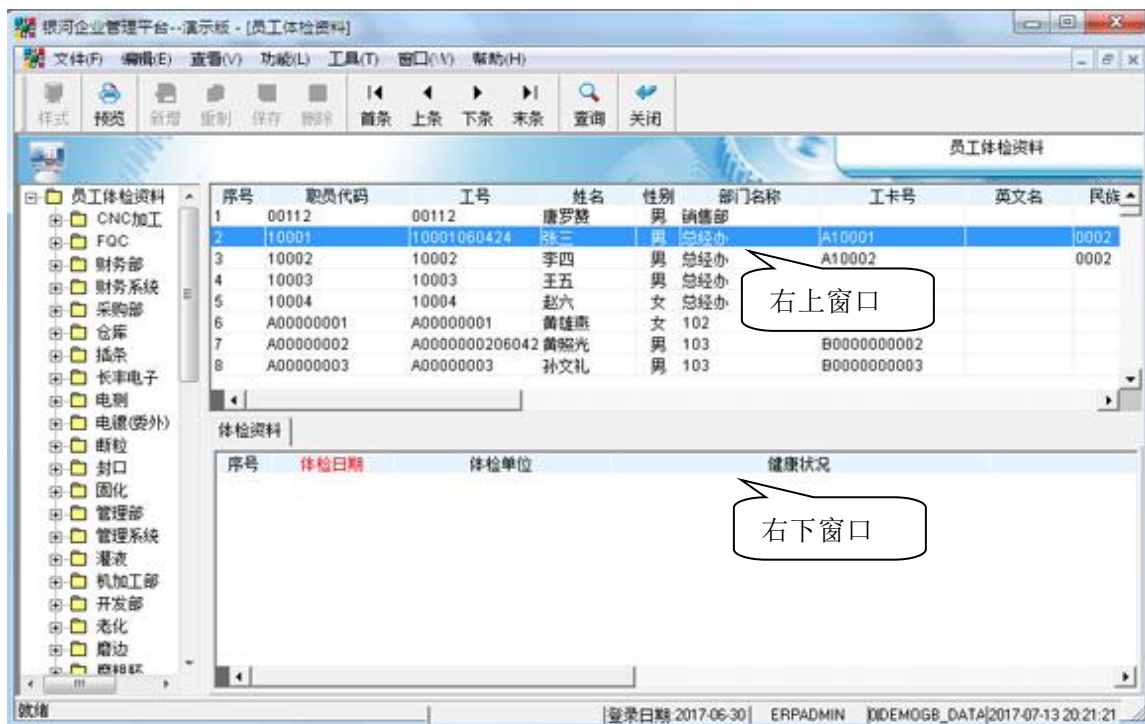 银河企业管理平台--演示版 - [员工体检资料]
文件(F) 编辑(E) 查看(V) 功能(L) 工具(T) 窗口(W) 帮助(H)
样式 预览 新增 重制 保存 删除 首条 上条 下条 末条 查询 关闭
员工体检资料
员工体检资料
CNC加工
FQC
财务部
财务系统
采购部
仓库
插条
长丰电子
电测
电镀(委外)
断粒
封口
固化
管理部
管理系统
灌液
机加工部
开发部
老化
磨边
序号 职员代码 工号 姓名 性别 部门名称 工卡号 英文名 民族
1 00112 00112 唐罗赞 男 销售部
2 10001 10001060424 张三 男 总经办 A10001 0002
3 10002 10002 李四 男 总经办 A10002 0002
4 10003 10003 王五 男 总经办
5 10004 10004 赵六 女 总经办
6 A00000001 A00000001 黄雄燕 女 102
7 A00000002 A0000000206042 黄照光 男 103 B0000000002
8 A00000003 A00000003 孙文礼 男 103 B0000000003
右上窗口
体检资料
序号 体检日期 体检单位 健康状况
右下窗口
就绪 登录日期:2017-06-30 ERPADMIN 2017-07-13 20:21:21